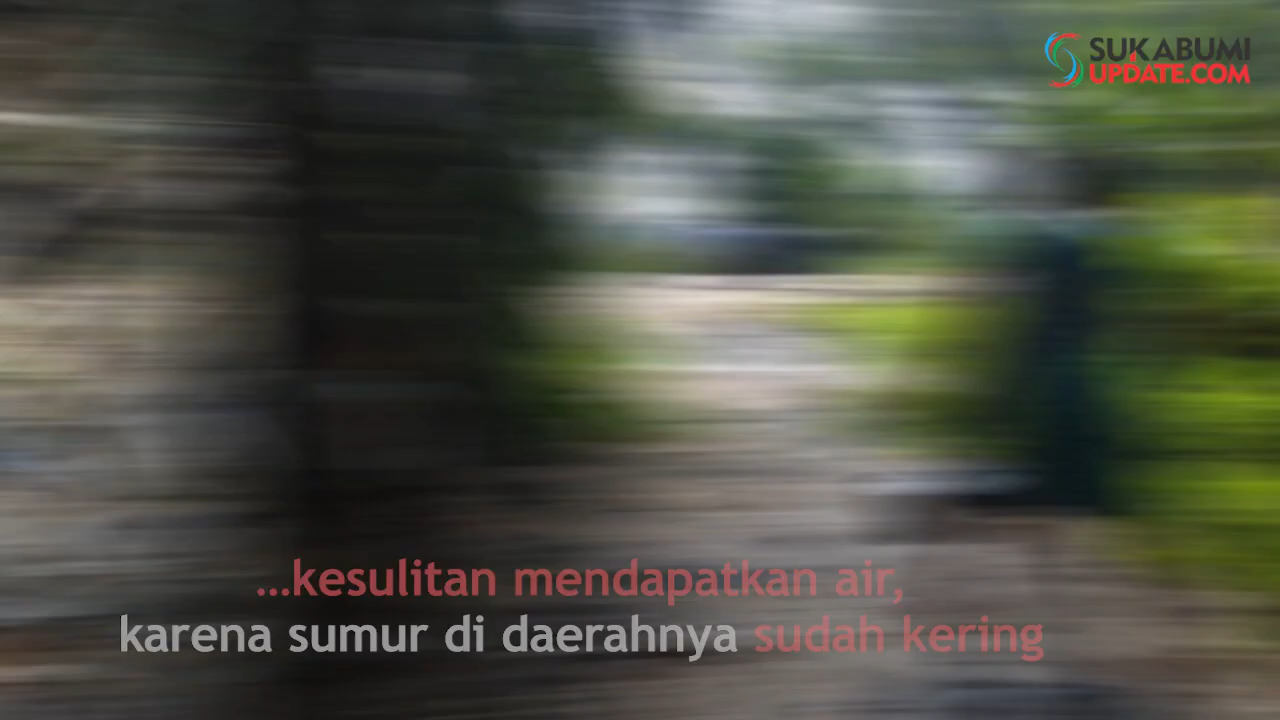 SUKABUMI
UPDATE.COM
...kesulitan mendapatkan air,
karena sumur di daerahnya sudah kering